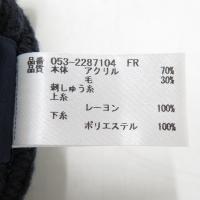 品番 053-2287104 FR
品質 本体 アクリル 70%
毛 30%
刺しゅう糸
上糸
レーヨン 100%
下糸
ポリエステル 100%